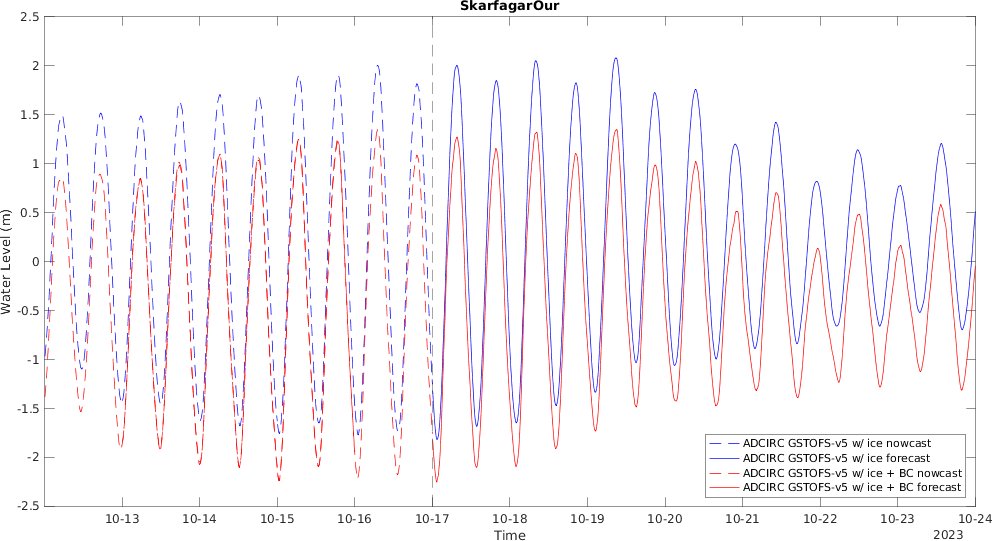 SkarfagarOur
2.5
2
1.5
1
0.5
0
-0.5
-1
-1.5
-2
-2.5
Water Level (m)
10-13 10-14 10-15 10-16 10-17 10-18 10-19 10-20 10-21 10-22 10-23 10-24
Time
2023
ADCIRC GSTOFS-v5 w/ ice nowcast
ADCIRC GSTOFS-v5 w/ ice forecast
ADCIRC GSTOFS-v5 w/ ice + BC nowcast
ADCIRC GSTOFS-v5 w/ ice + BC forecast